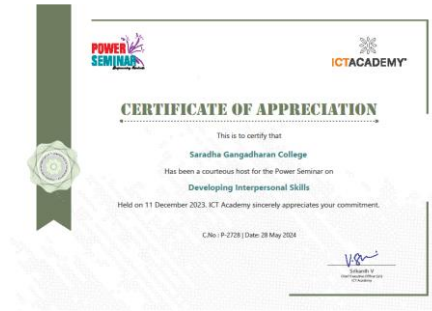 POWER
SEMINAR
ICTACADEMY
CERTIFICATE OF APPRECIATION
This is to certify that
Saradha Gangadharan College
Has been a courteous host for the Power Seminar on
Developing Interpersonal Skills
Held on 11 December 2023. ICT Academy sincerely appreciates your commitment.
C.No : P-2728 | Date: 28 May 2024
Srikanth V
ICT Academy